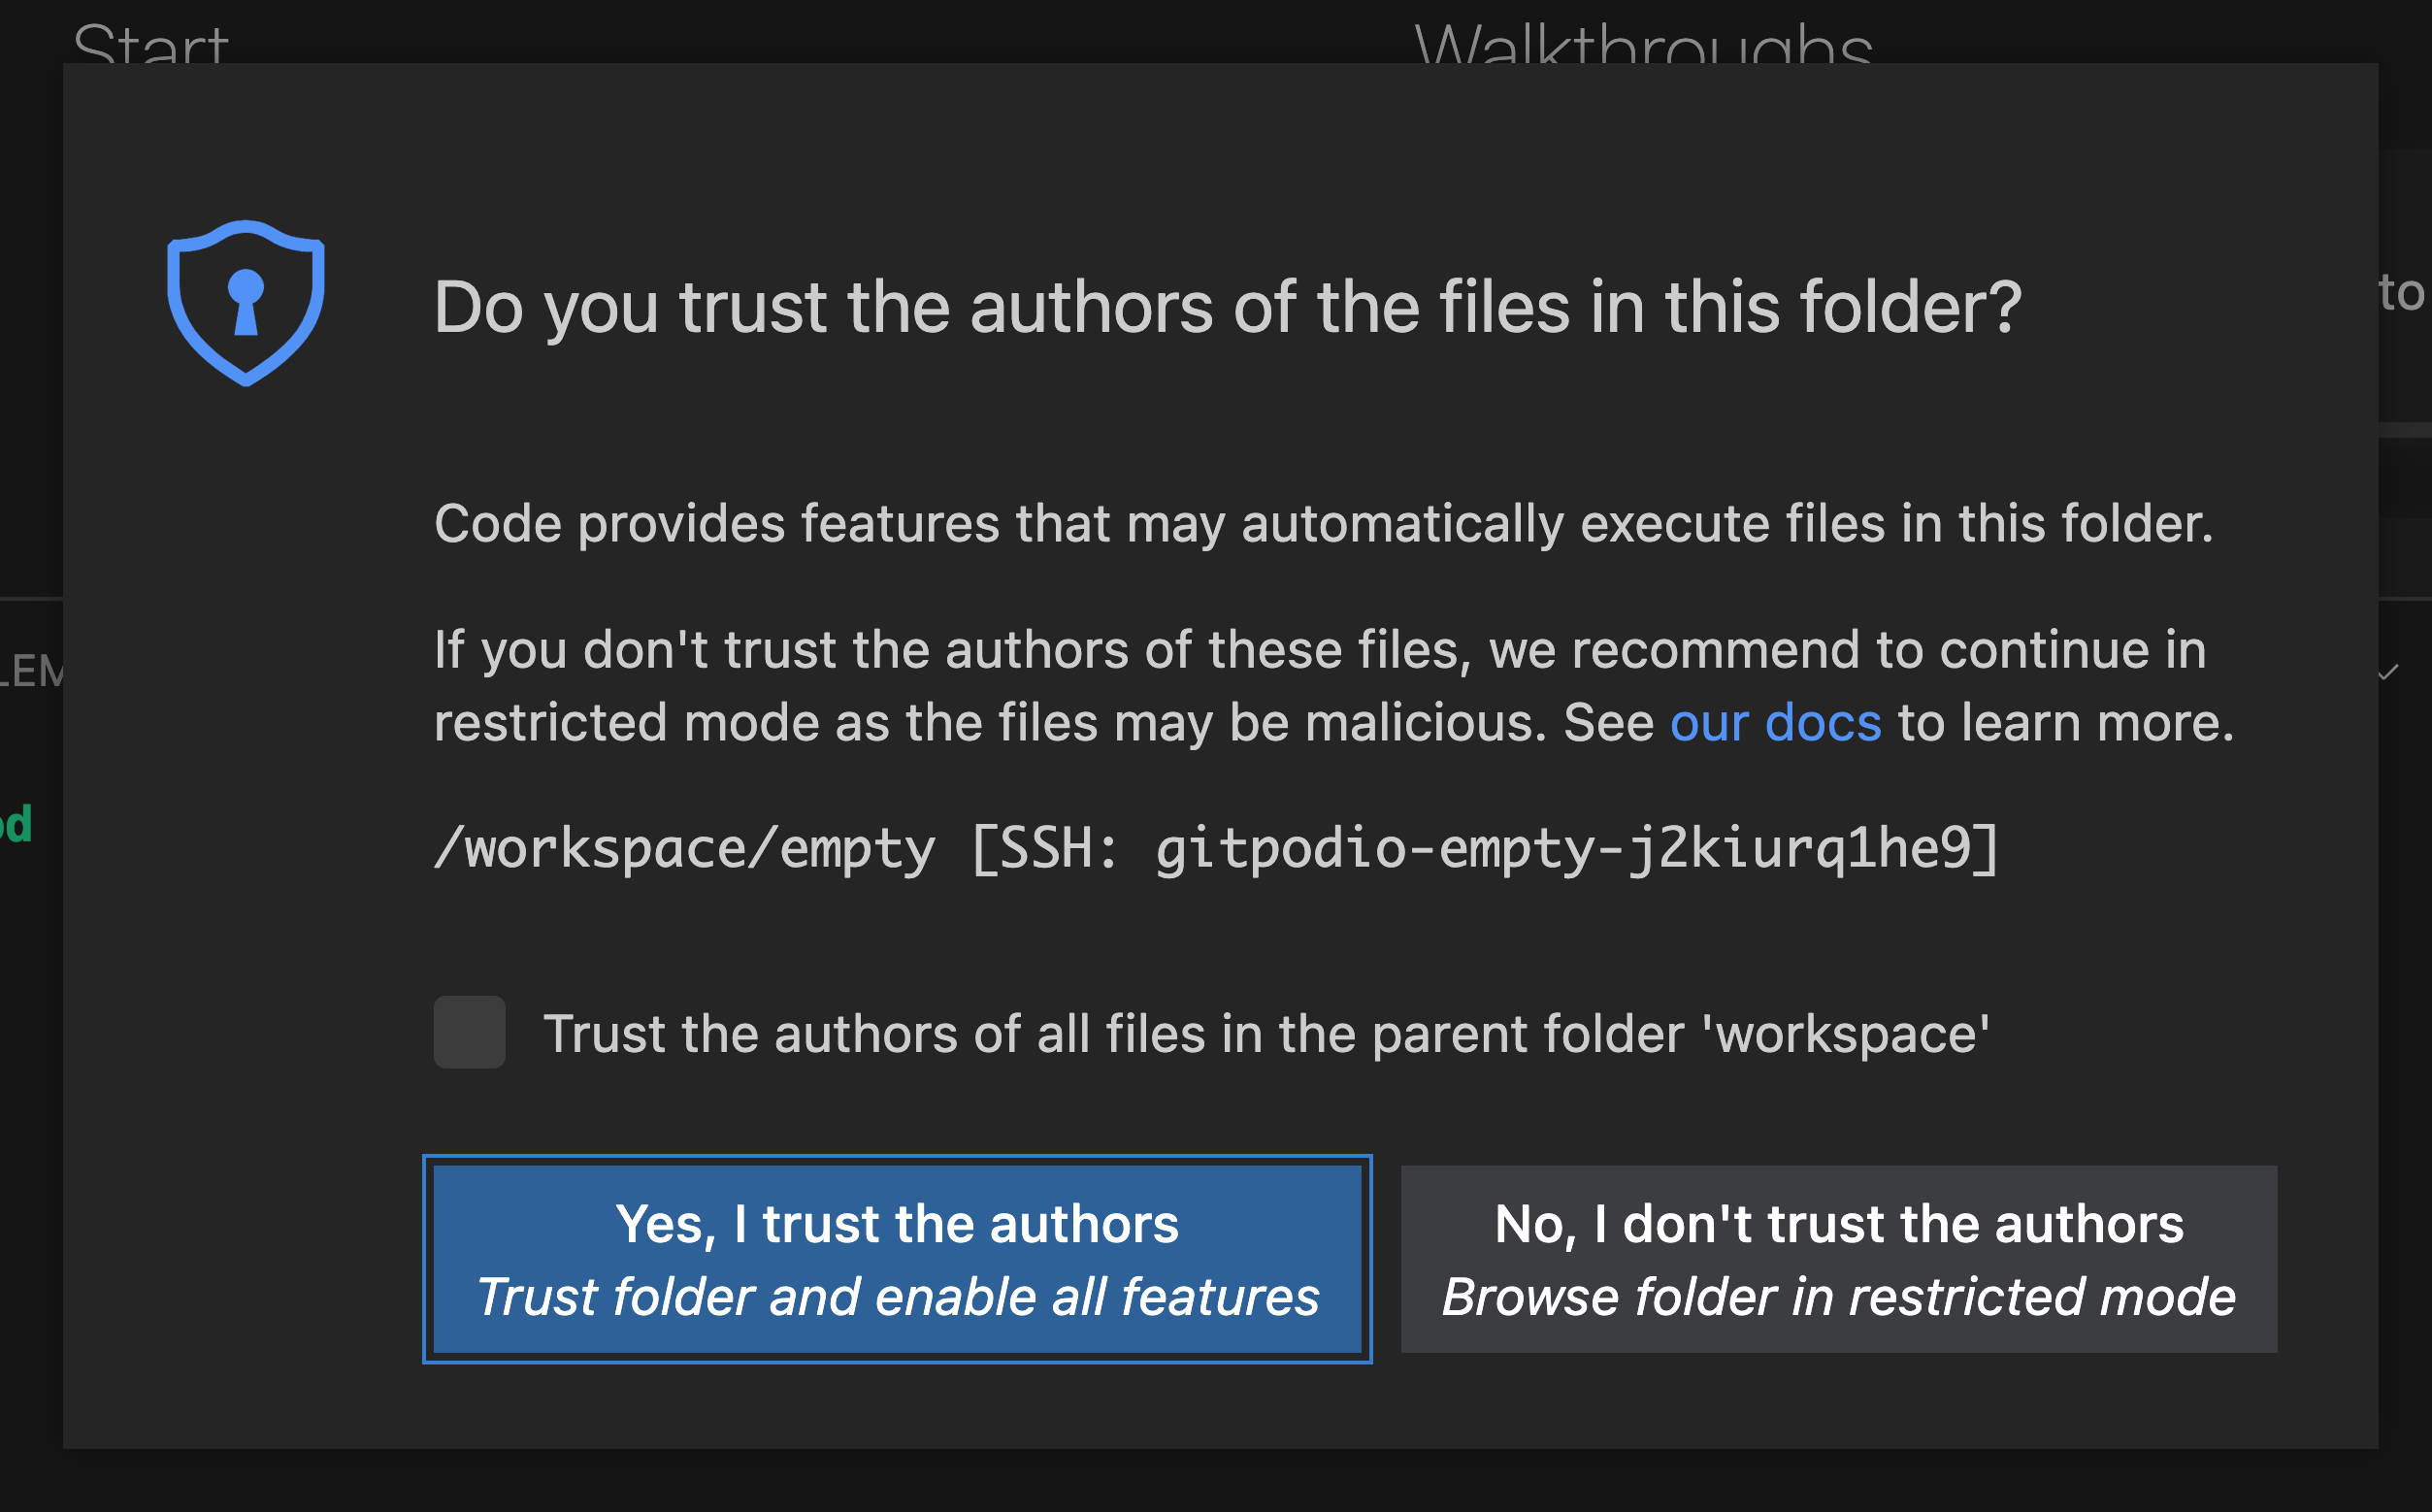 Start
Walkthroughs
Do you trust the authors of the files in this folder?
to
Code provides features that may automatically execute files in this folder.
If you don't trust the authors of these files, we recommend to continue in
restricted mode as the files may be malicious. See our docs to learn more.
/workspace/empty [SSH: gitpodio-empty-j2kiurq1he9]
Trust the authors of all files in the parent folder 'workspace'
Yes, I trust the authors
Trust folder and enable all features
No, I don't trust the authors
Browse folder in restricted mode